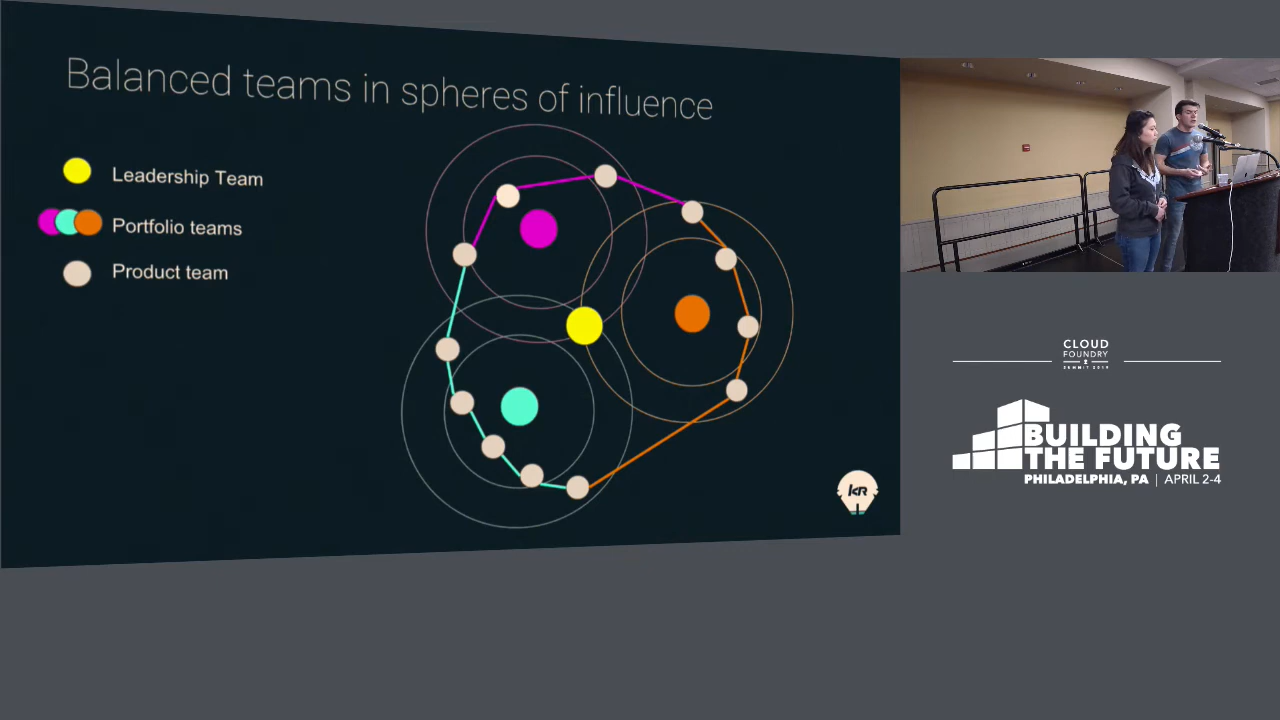 Balanced teams in spheres of influence
Leadership Team
Portfolio teams
Product team
kR
CLOUD
FOUNDRY
SUMMIT 2019
BUILDING
THE FUTURE
PHILADELPHIA, PA | APRIL 2-4